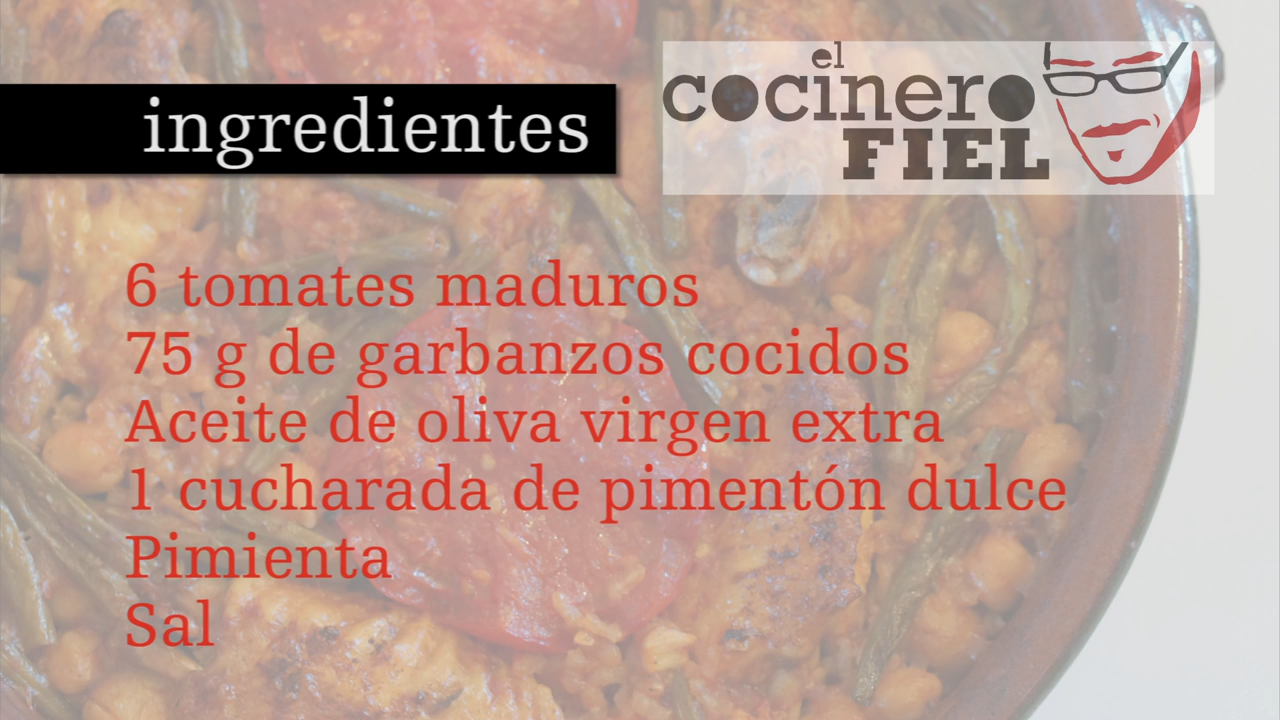 ingredientes
el
cocinero
FIEL
6 tomates maduros
75 g de garbanzos cocidos
Aceite de oliva virgen extra
1 cucharada de pimentón dulce
Pimienta
Sal